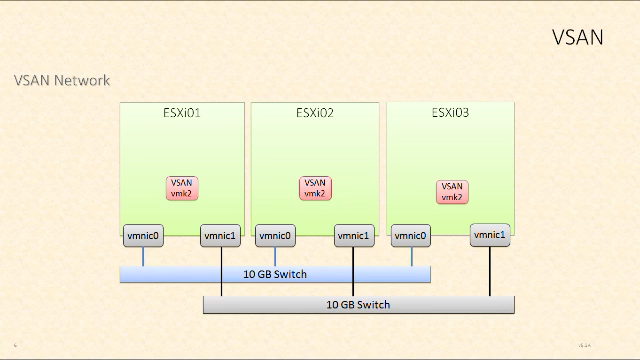 VSAN
VSAN Network
ESXi01
ESXi02
ESXi03
VSAN
vmk2
VSAN
vmk2
VSAN
vmk2
vmnic0
vmnic1
vmnic0
vmnic1
vmnic0
vmnic1
10 GB Switch
10 GB Switch